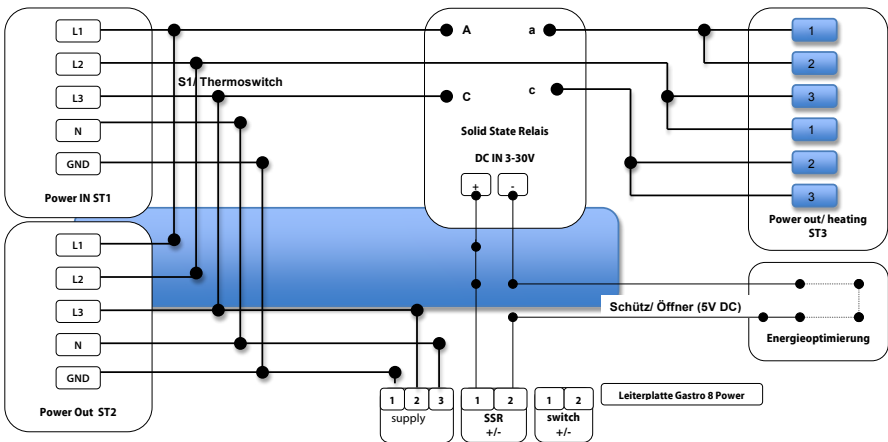 L1
L2
L3
N
GND
Power IN ST1
S1/ Thermoswitch
A
a
C
c
Solid State Relais
DC IN 3-30V
+
-
1
2
3
1
2
3
Power out/ heating
ST3
L1
L2
L3
N
GND
Power Out ST2
Schütz/ Öffner (5V DC)
Energieoptimierung
1 2 3
supply
1 2
SSR
+/-
1 2
switch
+/-
Leiterplatte Gastro 8 Power